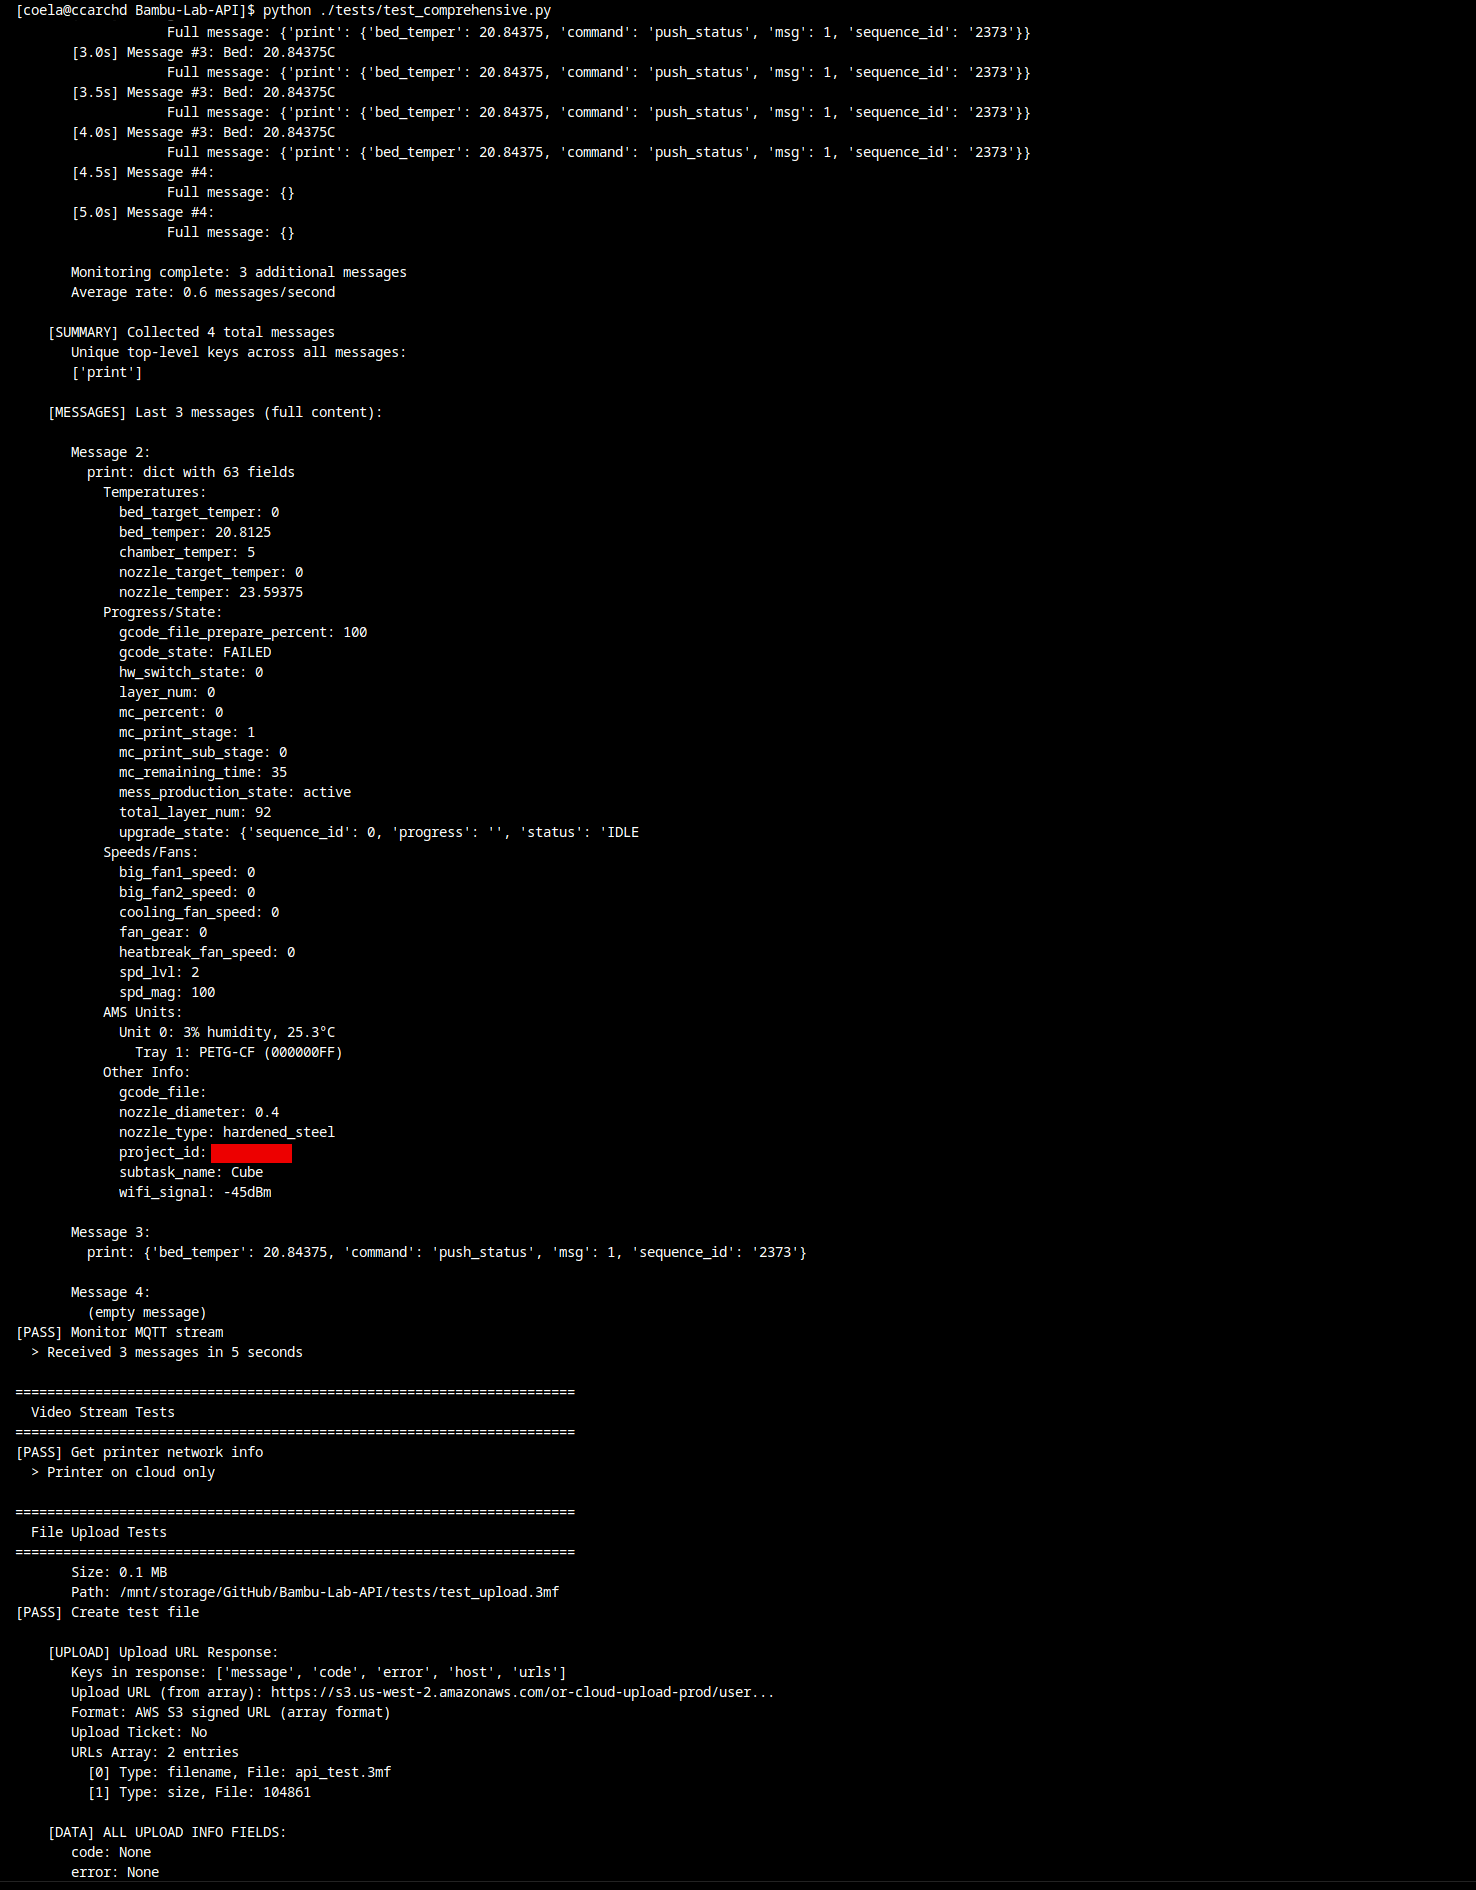 [coela@ccarchd Bambu-Lab-API]$ python ./tests/test_comprehensive.py
Full message: {'print': {'bed_temper': 20.84375, 'command': 'push_status', 'msg': 1, 'sequence_id': '2373'}}
[3.0s] Message #3: Bed: 20.84375C
Full message: {'print': {'bed_temper': 20.84375, 'command': 'push_status', 'msg': 1, 'sequence_id': '2373'}}
[3.5s] Message #3: Bed: 20.84375C
Full message: {'print': {'bed_temper': 20.84375, 'command': 'push_status', 'msg': 1, 'sequence_id': '2373'}}
[4.0s] Message #3: Bed: 20.84375C
Full message: {'print': {'bed_temper': 20.84375, 'command': 'push_status', 'msg': 1, 'sequence_id': '2373'}}
[4.5s] Message #4:
Full message: {}
[5.0s] Message #4:
Full message: {}
Monitoring complete: 3 additional messages
Average rate: 0.6 messages/second
[SUMMARY] Collected 4 total messages
Unique top-level keys across all messages:
['print']
[MESSAGES] Last 3 messages (full content):
Message 2:
print: dict with 63 fields
Temperatures:
bed_target_temper: 0
bed_temper: 20.8125
chamber_temper: 5
nozzle_target_temper: 0
nozzle_temper: 23.59375
Progress/State:
gcode_file_prepare_percent: 100
gcode_state: FAILED
hw_switch_state: 0
layer_num: 0
mc_percent: 0
mc_print_stage: 1
mc_print_sub_stage: 0
mc_remaining_time: 35
mess_production_state: active
total_layer_num: 92
upgrade_state: {'sequence_id': 0, 'progress': '', 'status': 'IDLE
Speeds/Fans:
big_fan1_speed: 0
big_fan2_speed: 0
cooling_fan_speed: 0
fan_gear: 0
heatbreak_fan_speed: 0
spd_lvl: 2
spd_mag: 100
AMS Units:
Unit 0: 3% humidity, 25.3°C
Tray 1: PETG-CF (000000FF)
Other Info:
gcode_file:
nozzle_diameter: 0.4
nozzle_type: hardened_steel
project_id:
subtask_name: Cube
wifi_signal: -45dBm
Message 3:
print: {'bed_temper': 20.84375, 'command': 'push_status', 'msg': 1, 'sequence_id': '2373'}
Message 4:
(empty message)
[PASS] Monitor MQTT stream
> Received 3 messages in 5 seconds
======================================================================
Video Stream Tests
======================================================================
[PASS] Get printer network info
> Printer on cloud only
======================================================================
File Upload Tests
======================================================================
Size: 0.1 MB
Path: /mnt/storage/GitHub/Bambu-Lab-API/tests/test_upload.3mf
[PASS] Create test file
[UPLOAD] Upload URL Response:
Keys in response: ['message', 'code', 'error', 'host', 'urls']
Upload URL (from array): https://s3.us-west-2.amazonaws.com/or-cloud-upload-prod/user...
Format: AWS S3 signed URL (array format)
Upload Ticket: No
URLs Array: 2 entries
[0] Type: filename, File: api_test.3mf
[1] Type: size, File: 104861
[DATA] ALL UPLOAD INFO FIELDS:
code: None
error: None